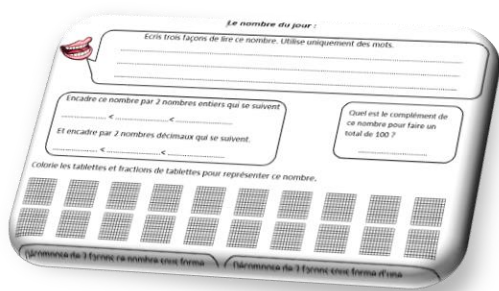 Le nombre du jour :
Ecris trois façons de lire ce nombre. Utilise uniquement des mots.
Encadre ce nombre par 2 nombres entiers qui se suivent
.................. < .................. < ..................
Et encadre par 2 nombres décimaux qui se suivent.
.................. < .................. < ..................
Quel est le complément de
ce nombre pour faire un
total de 100 ?
Colorie les tablettes et fractions de tablettes pour représenter ce nombre.
Décompose de 3 façons ce nombre sous forme
Décompose de 3 façons sous forme d'une